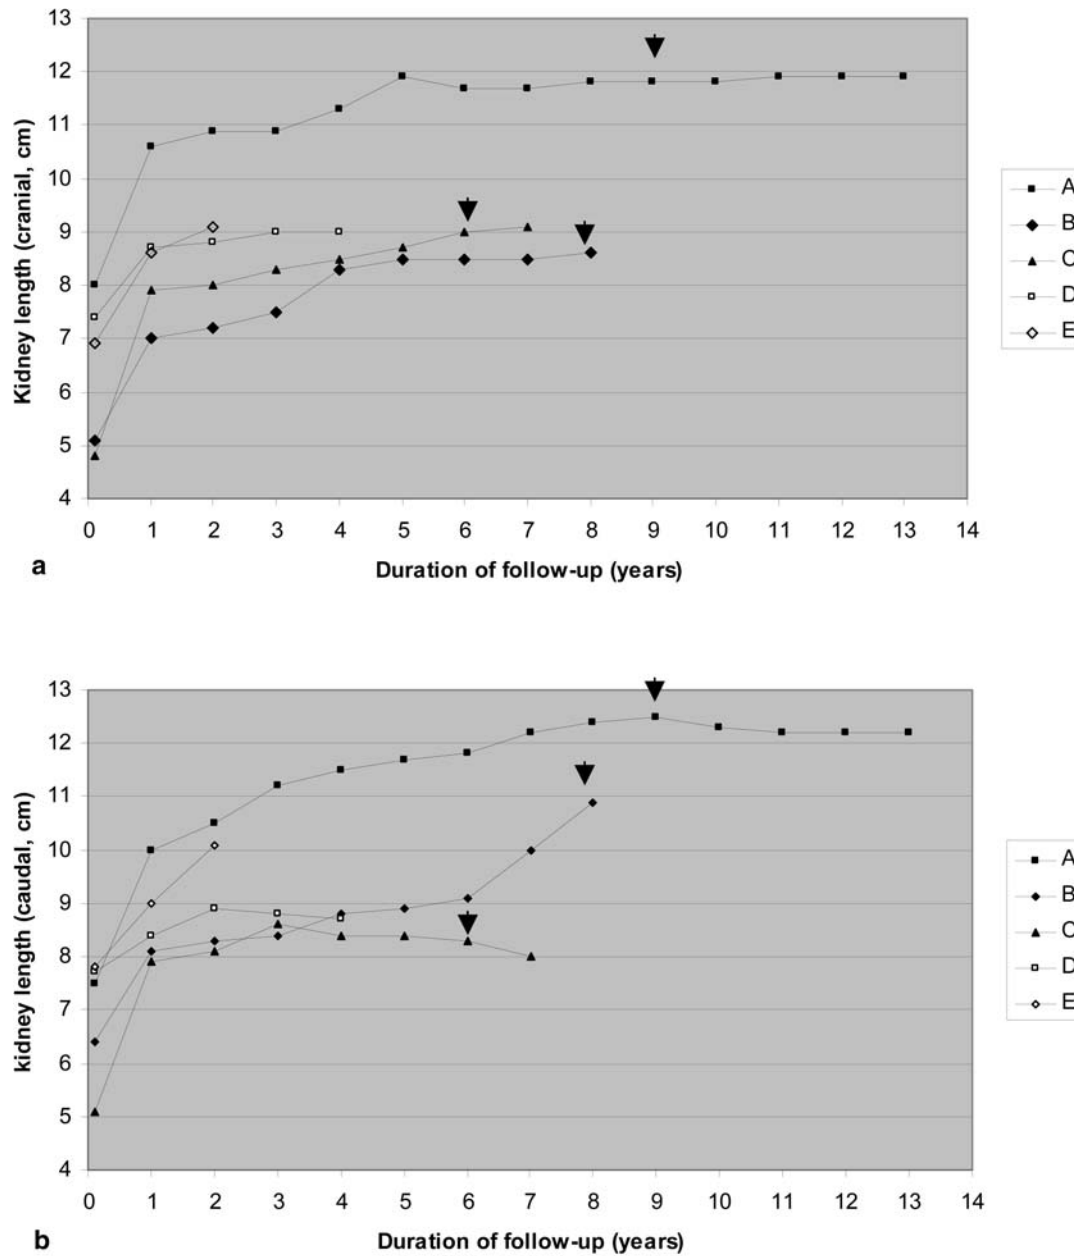 13
12
11
10
9
8
7
6
5
4
Kidney length (cranial, cm)
0 1 2 3 4 5 6 7 8 9 10 11 12 13 14
Duration of follow-up (years)
A
B
C
D
E
a
13
12
11
10
9
8
7
6
5
4
kidney length (caudal, cm)
0 1 2 3 4 5 6 7 8 9 10 11 12 13 14
Duration of follow-up (years)
A
B
C
D
E
b